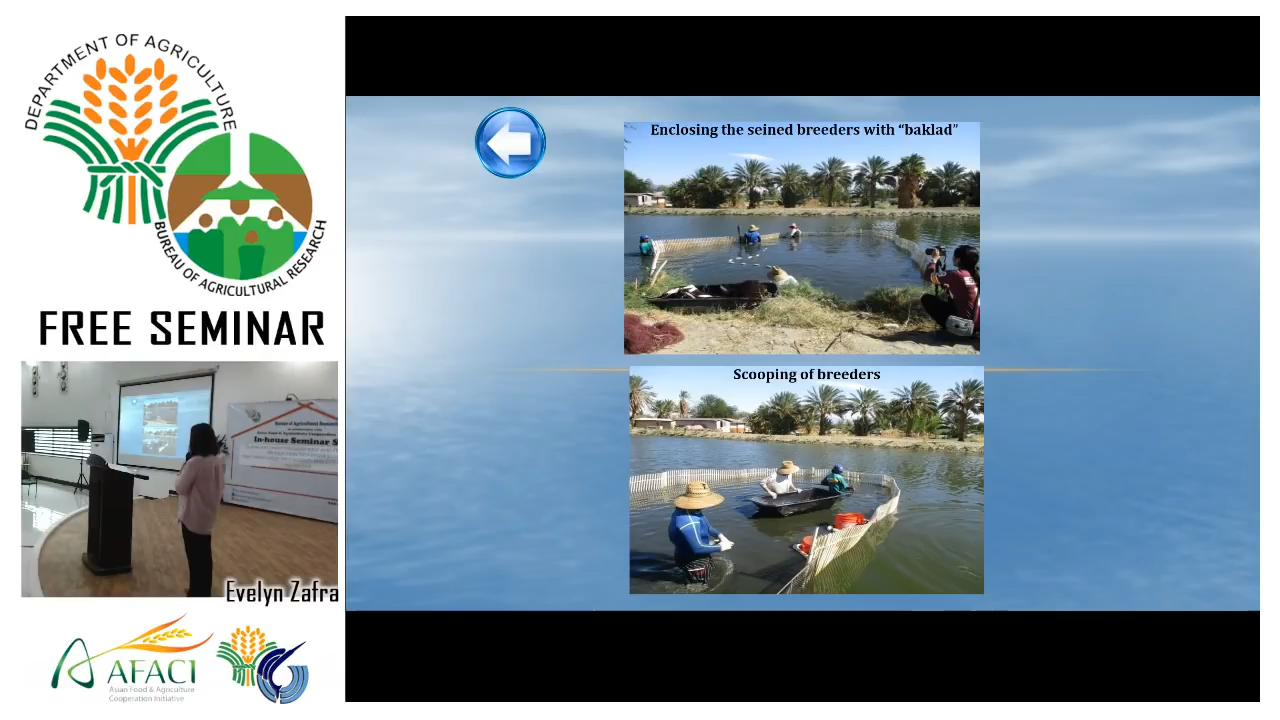 DEPARTMENT OF AGRICULTURE
BUREAU OF AGRICULTURAL RESEARCH
FREE SEMINAR
In-house Seminar
Evelyn Zafra
AFACI
Asian Food & Agriculture
Cooperation Initiative
Enclosing the seined breeders with “baklad”
Scooping of breeders